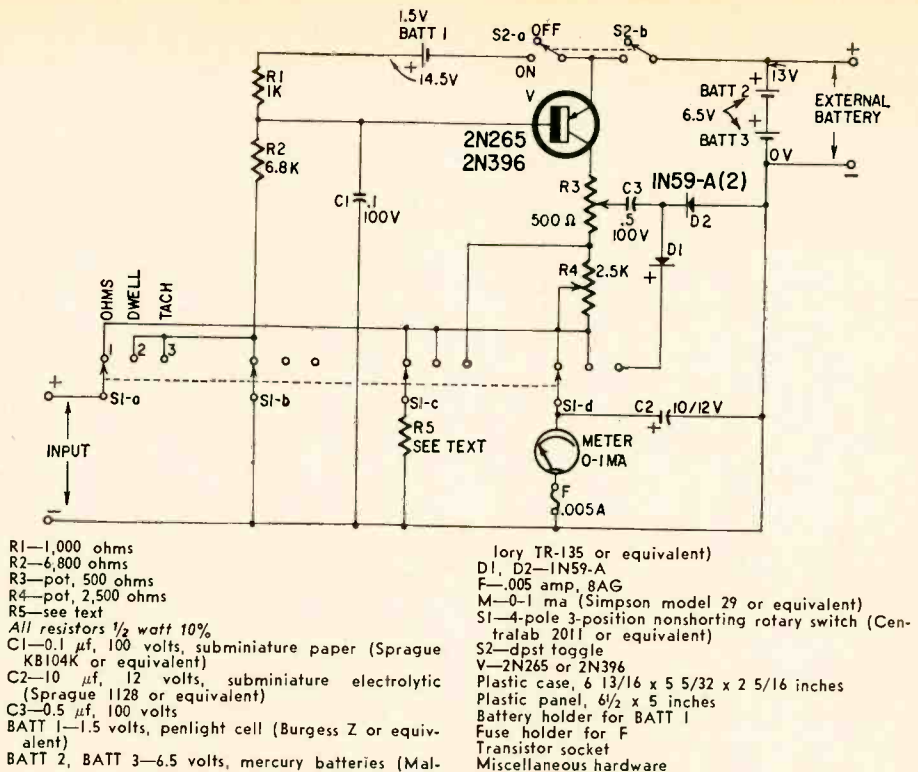 1.5V
BATT 1
S2-a
OFF
S2-b
ON
+
14.5V
+
+
13V
BATT 2
6.5V
+
BATT 3
0V
EXTERNAL
BATTERY
−
R1
1K
R2
6.8K
V
2N265
2N396
C1
.1
100V
R3
500 Ω
C3
.5
100V
1N59-A(2)
D2
D1
+
R4
2.5K
OHMS
DWELL
TACH
1
2
3
+
S1-a
S1-b
S1-c
S1-d
INPUT
−
R5
SEE TEXT
C2
10/12V
+
METER
0-1MA
F
.005A
R1—1,000 ohms
R2—6,800 ohms
R3—pot, 500 ohms
R4—pot, 2,500 ohms
R5—see text
All resistors 1/2 watt 10%
C1—0.1 μf, 100 volts, subminiature paper (Sprague
KB104K or equivalent)
C2—10 μf, 12 volts, subminiature electrolytic
(Sprague 1128 or equivalent)
C3—0.5 μf, 100 volts
BATT 1—1.5 volts, penlight cell (Burgess Z or equiv-
alent)
BATT 2, BATT 3—6.5 volts, mercury batteries (Mal-
lory TR-135 or equivalent)
D1, D2—1N59-A
F—.005 amp, 8AG
M—0-1 ma (Simpson model 29 or equivalent)
S1—4-pole 3-position nonshorting rotary switch (Cen-
tralab 2011 or equivalent)
S2—dpst toggle
V—2N265 or 2N396
Plastic case, 6 13/16 x 5 5/32 x 2 5/16 inches
Plastic panel, 6 1/2 x 5 inches
Battery holder for BATT 1
Fuse holder for F
Transistor socket
Miscellaneous hardware